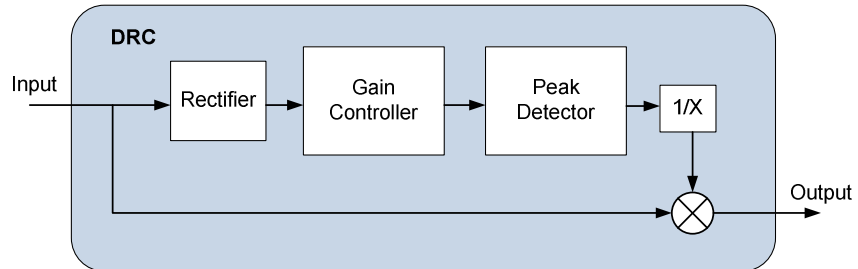 DRC
Input
Rectifier
Gain
Controller
Peak
Detector
1/X
Output